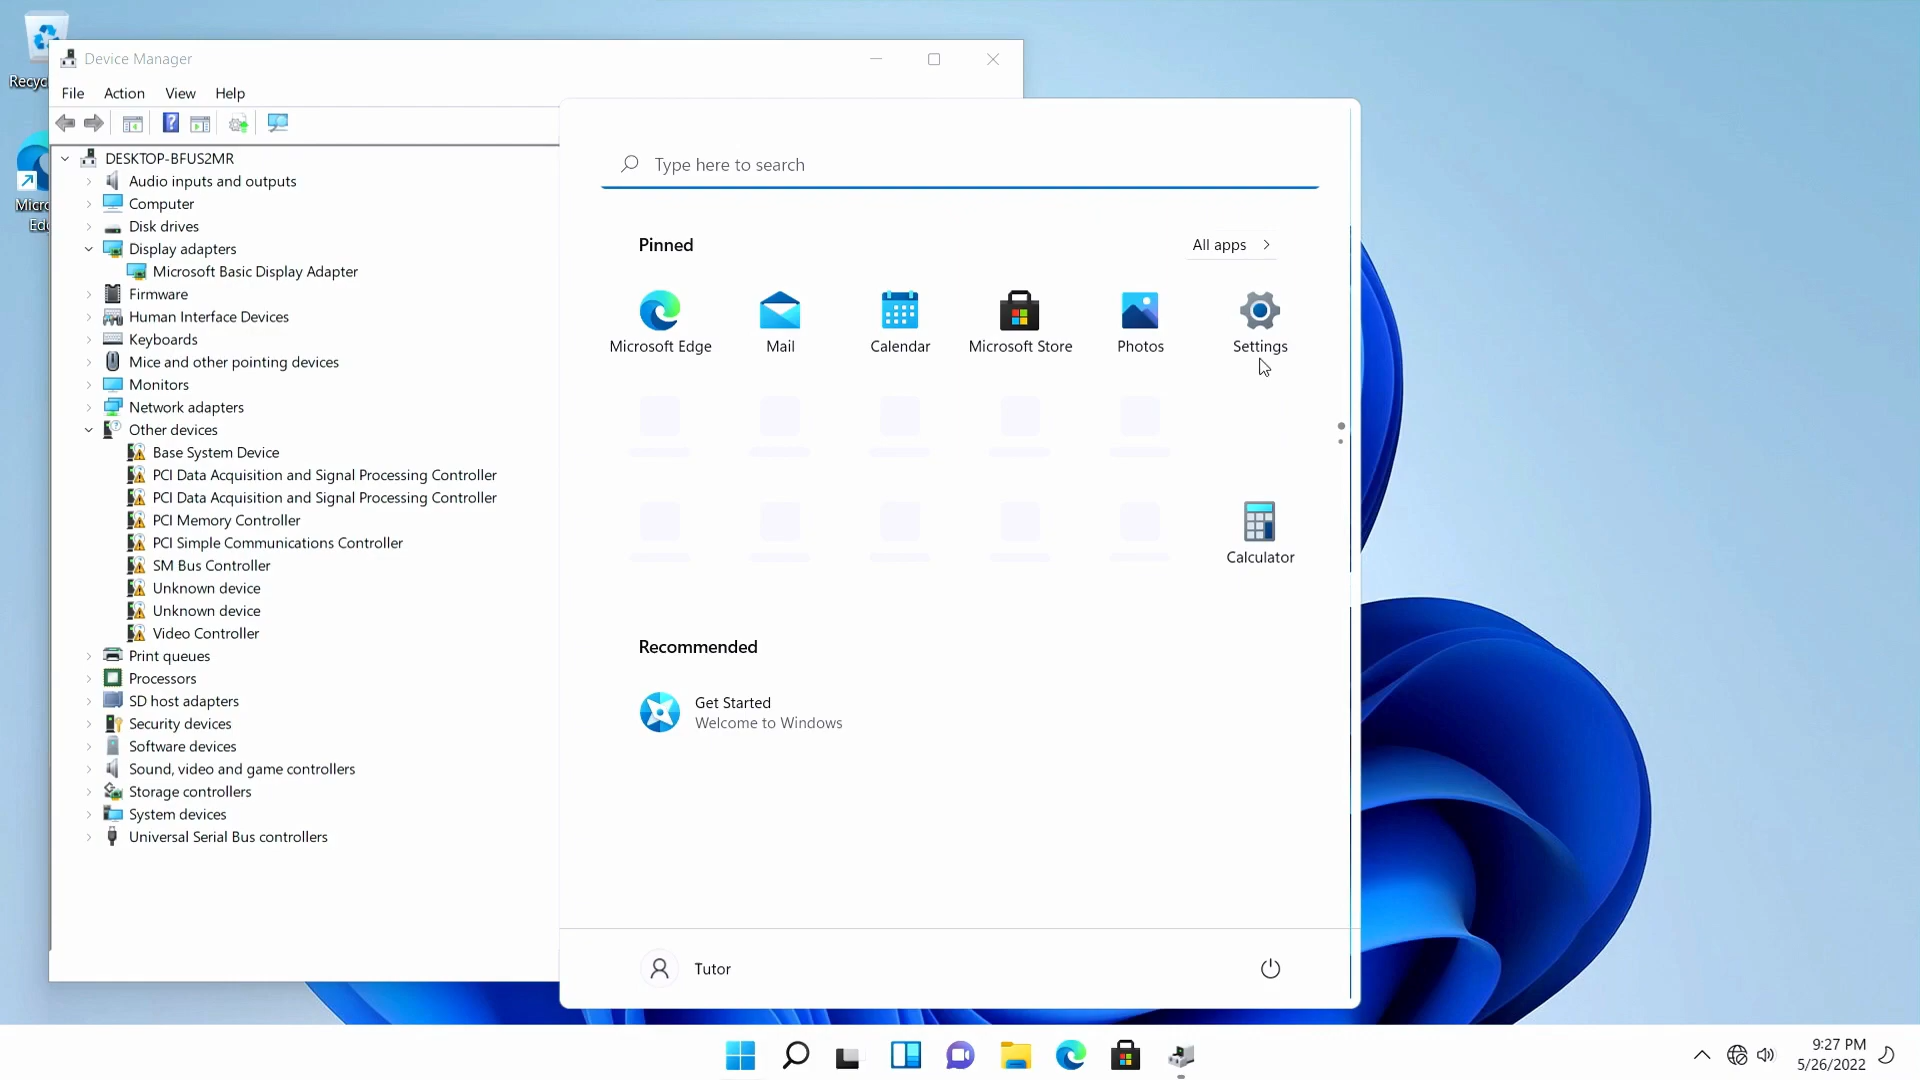 Recyc
Micro
Edg
Device Manager
File Action View Help
DESKTOP-BFUS2MR
Audio inputs and outputs
Computer
Disk drives
Display adapters
Microsoft Basic Display Adapter
Firmware
Human Interface Devices
Keyboards
Mice and other pointing devices
Monitors
Network adapters
Other devices
Base System Device
PCI Data Acquisition and Signal Processing Controller
PCI Data Acquisition and Signal Processing Controller
PCI Memory Controller
PCI Simple Communications Controller
SM Bus Controller
Unknown device
Unknown device
Video Controller
Print queues
Processors
SD host adapters
Security devices
Software devices
Sound, video and game controllers
Storage controllers
System devices
Universal Serial Bus controllers
Type here to search
Pinned
All apps
Microsoft Edge
Mail
Calendar
Microsoft Store
Photos
Settings
Calculator
Recommended
Get Started
Welcome to Windows
Tutor
9:27 PM
5/26/2022